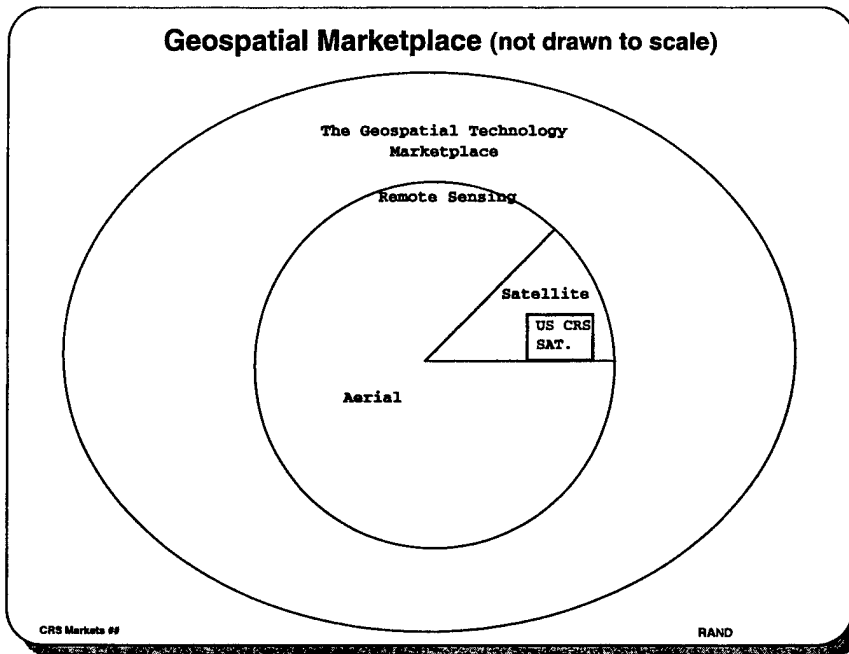 Geospatial Marketplace (not drawn to scale)
The Geospatial Technology
Marketplace
Remote Sensing
Satellite
US CRS
SAT.
Aerial
CRS Markets ##
RAND